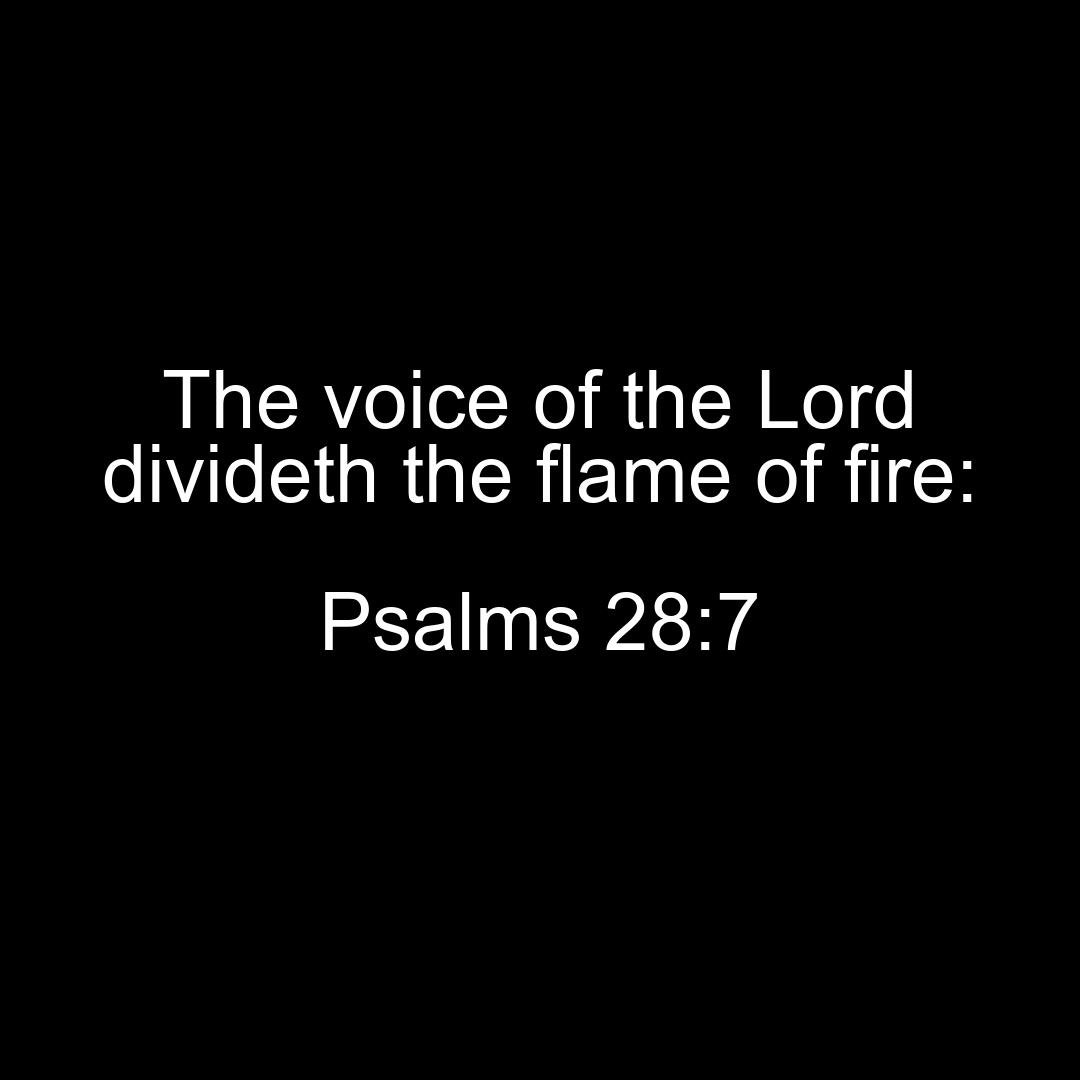 The voice of the Lord
divideth the flame of fire:
Psalms 28:7